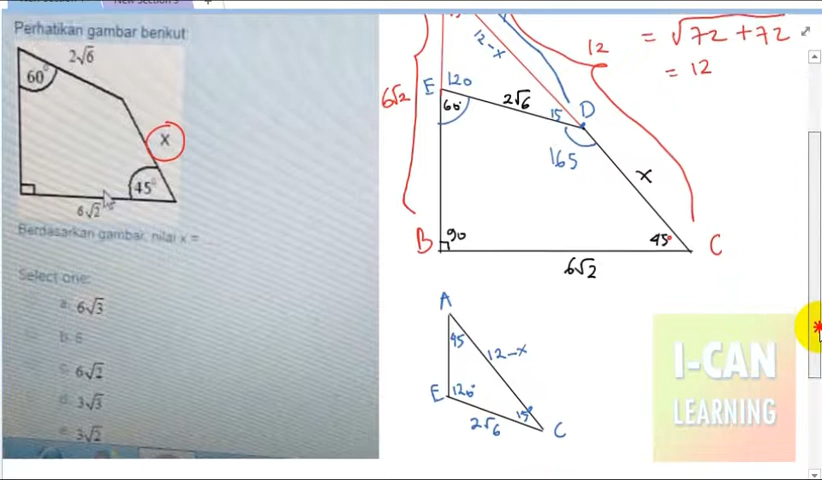 Perhatikan gambar berikut:
2√6
60°
X
45°
6√2
Berdasarkan gambar, nilai x =
Select one:
a. 6√3
b. 6
c. 6√2
d. 3√3
e. 3√2
12-x
12
= √72 + 72
= 12
6√2
E
120
60°
2√6
15
D
165
x
B
90
45°
C
6√2
A
45
12-x
E
120°
15°
2√6
C
I-CAN
LEARNING